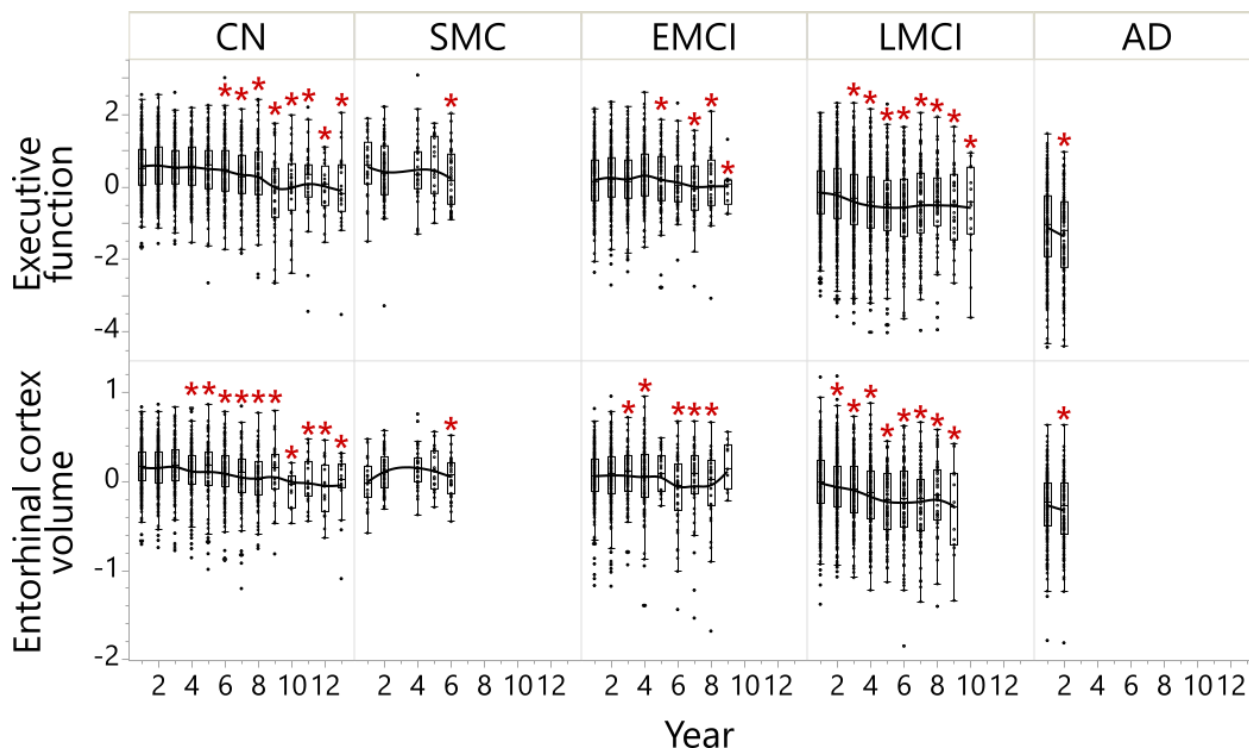 CN SMC EMCI LMCI AD
Executive
function
2
0
-2
-4
* * * * * * * *
*
* * * *
* * * * * * * *
*
Entorhinal cortex
volume
1
0
-1
-2
* * * * * * * * * *
*
* * * * *
* * * * * * * *
*
2 4 6 8 10 12 2 4 6 8 10 12 2 4 6 8 10 12 2 4 6 8 10 12 2 4 6 8 10 12
Year